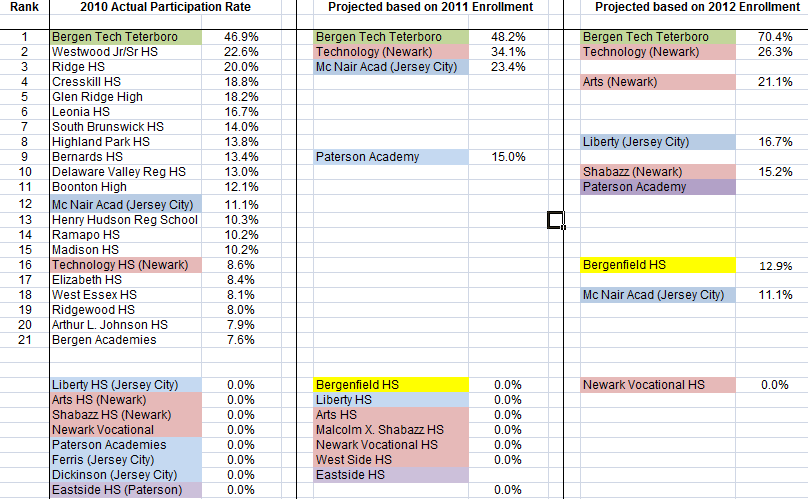 Rank 2010 Actual Participation Rate Projected based on 2011 Enrollment Projected based on 2012 Enrollment
1 Bergen Tech Teterboro 46.9% Bergen Tech Teterboro 48.2% Bergen Tech Teterboro 70.4%
2 Westwood Jr/Sr HS 22.6% Technology (Newark) 34.1% Technology (Newark) 26.3%
3 Ridge HS 20.0% Mc Nair Acad (Jersey City) 23.4%
4 Cresskill HS 18.8% Arts (Newark) 21.1%
5 Glen Ridge High 18.2%
6 Leonia HS 16.7%
7 South Brunswick HS 14.0%
8 Highland Park HS 13.8% Liberty (Jersey City) 16.7%
9 Bernards HS 13.4% Paterson Academy 15.0%
10 Delaware Valley Reg HS 13.0% Shabazz (Newark) 15.2%
11 Boonton High 12.1% Paterson Academy
12 Mc Nair Acad (Jersey City) 11.1%
13 Henry Hudson Reg School 10.3%
14 Ramapo HS 10.2%
15 Madison HS 10.2%
16 Technology HS (Newark) 8.6% Bergenfield HS 12.9%
17 Elizabeth HS 8.4%
18 West Essex HS 8.1% Mc Nair Acad (Jersey City) 11.1%
19 Ridgewood HS 8.0%
20 Arthur L. Johnson HS 7.9%
21 Bergen Academies 7.6%
Liberty HS (Jersey City) 0.0% Bergenfield HS 0.0% Newark Vocational HS 0.0%
Arts HS (Newark) 0.0% Liberty HS 0.0%
Shabazz HS (Newark) 0.0% Arts HS 0.0%
Newark Vocational 0.0% Malcolm X. Shabazz HS 0.0%
Paterson Academies 0.0% Newark Vocational HS 0.0%
Ferris (Jersey City) 0.0% West Side HS 0.0%
Dickinson (Jersey City) 0.0% Eastside HS
Eastside HS (Paterson) 0.0% 0.0%